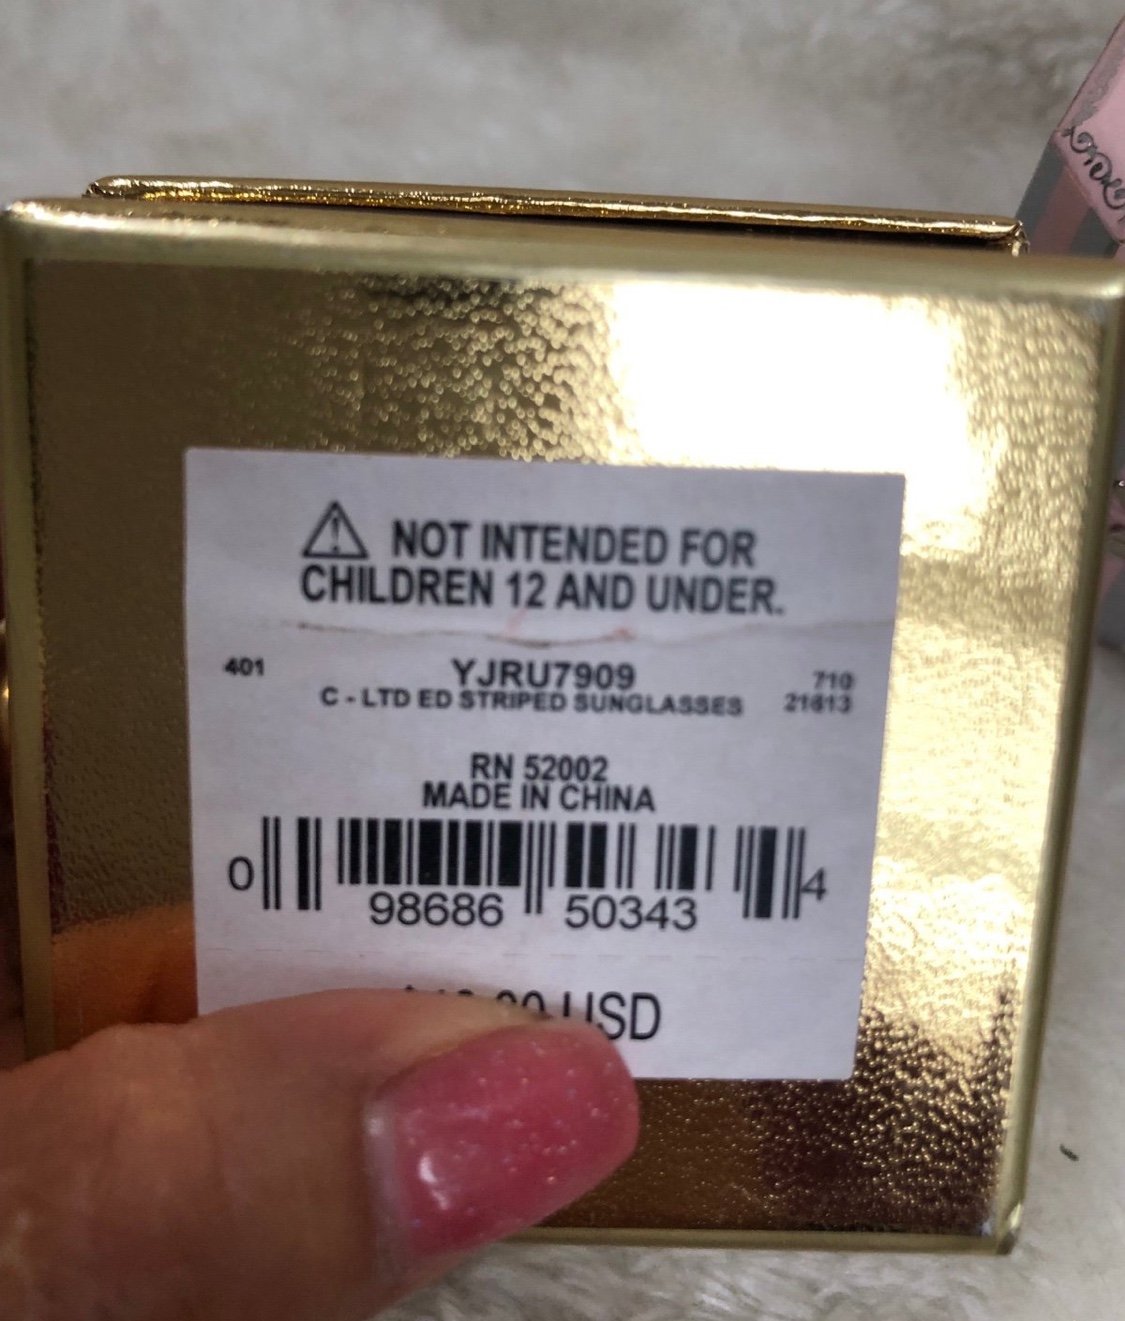 NOT INTENDED FOR
CHILDREN 12 AND UNDER.
401 YJRU7909 710
C - LTD ED STRIPED SUNGLASSES 21813
RN 52002
MADE IN CHINA
0 98686 50343 4
USD